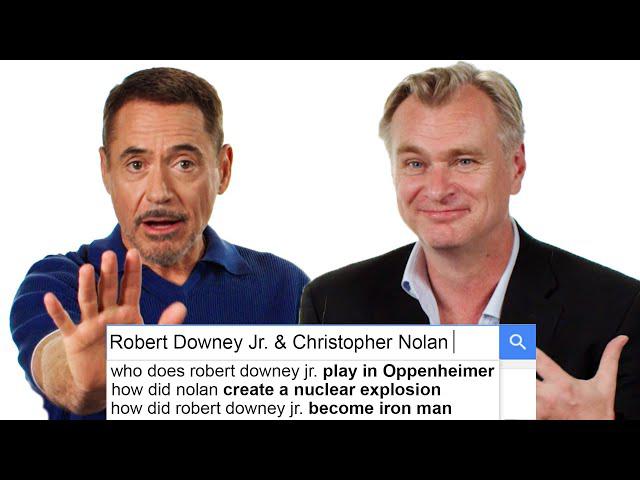 Robert Downey Jr. & Christopher Nolan
who does robert downey jr. play in Oppenheimer
how did nolan create a nuclear explosion
how did robert downey jr. become iron man